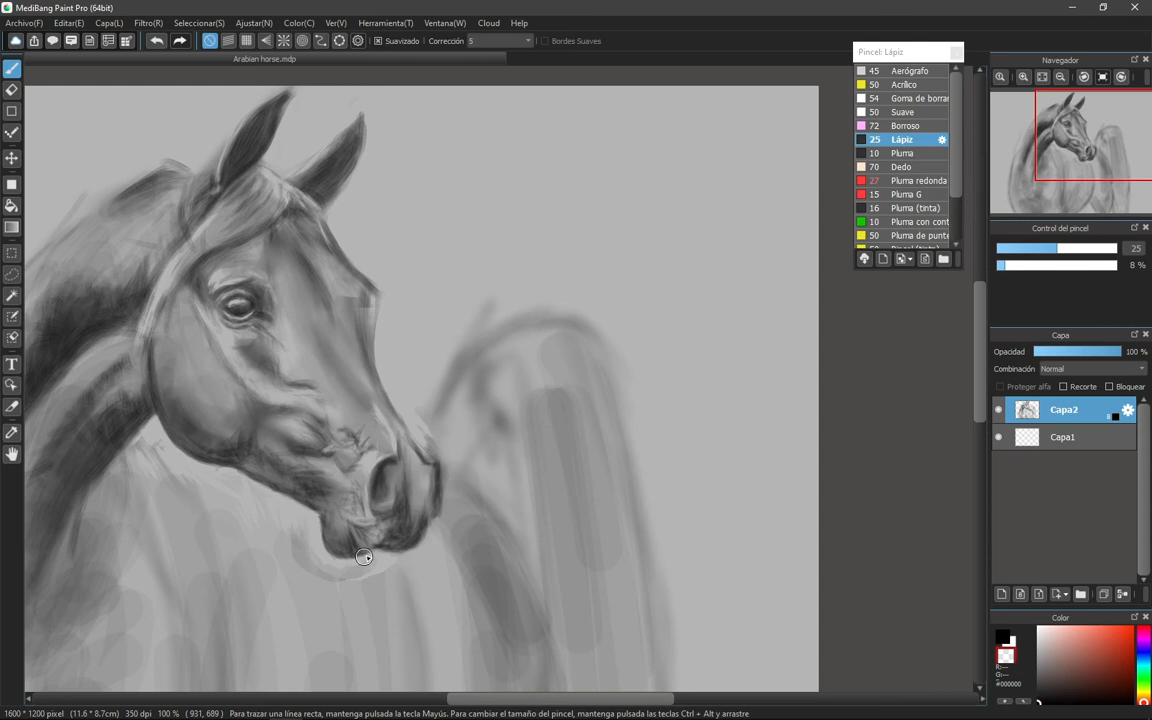 MediBang Paint Pro (64bit)
Archivo(F) Editar(E) Capa(L) Filtro(R) Seleccionar(S) Ajustar(N) Color(C) Ver(V) Herramienta(T) Ventana(W) Cloud Help
Suavizado Corrección 5 Bordes Suaves
Arabian horse.mdp
Pincel: Lápiz
45 Aerógrafo
50 Acrílico
54 Goma de borrar
50 Suave
72 Borroso
25 Lápiz
10 Pluma
70 Dedo
27 Pluma redonda
15 Pluma G
16 Pluma (tinta)
10 Pluma con cont
50 Pluma de punte
Navegador
Control del pincel
25
8 %
Capa
Opacidad 100 %
Combinación Normal
Proteger alfa Recorte Bloquear
Capa2
8
Capa1
Color
R:---
G:---
#000000
1600 * 1200 pixel (11.6 * 8.7cm) 350 dpi 100 % ( 931, 689 ) Para trazar una línea recta, mantenga pulsada la tecla Mayús. Para cambiar el tamaño del pincel, mantenga pulsadas las teclas Ctrl + Alt y arrastre